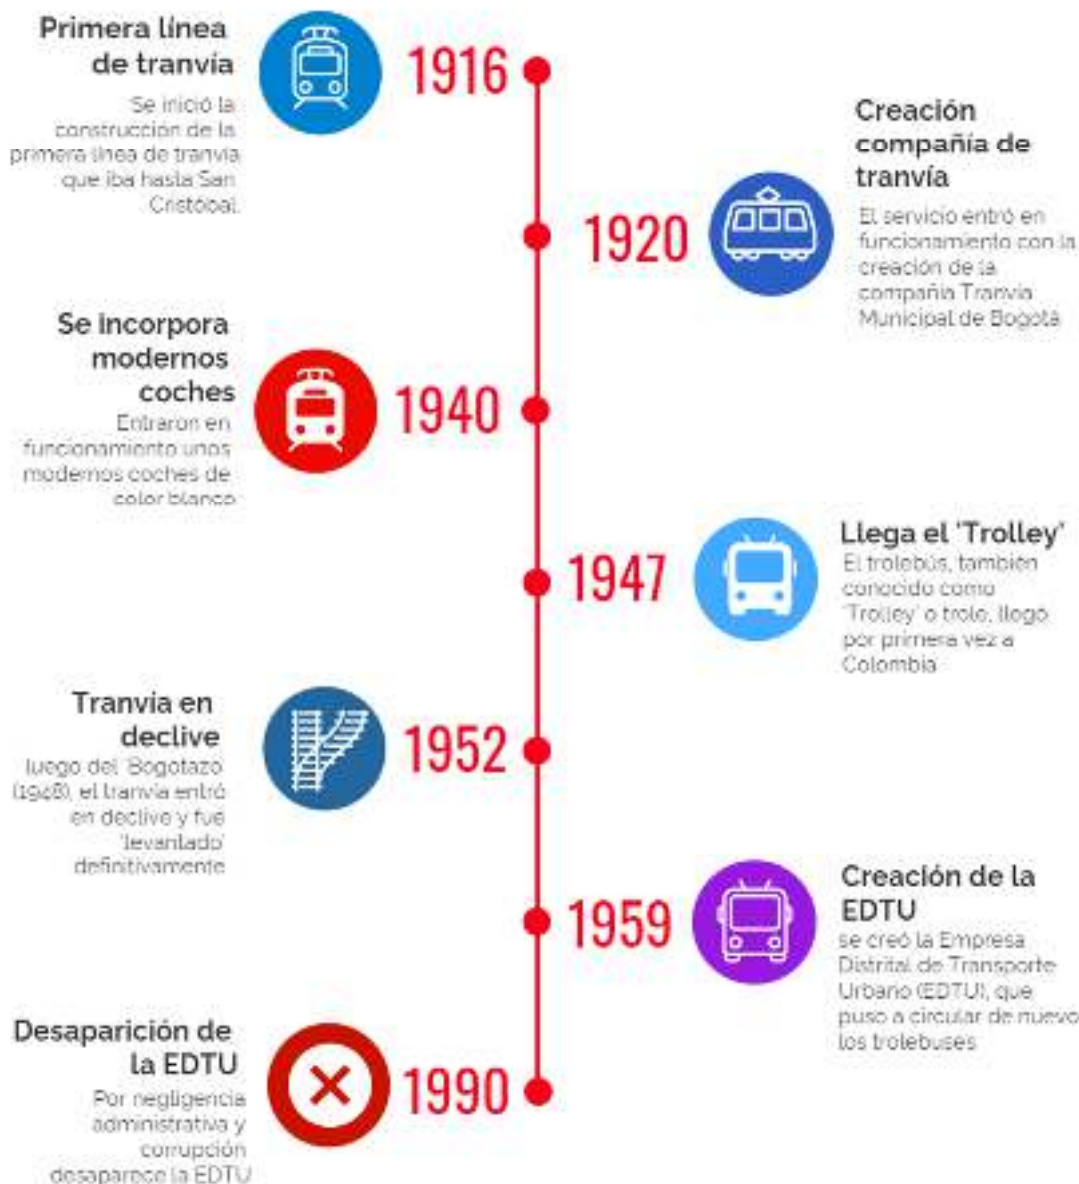 Primera línea
de tranvía
1916
Se inició la
construcción de la
primera línea de tranvía
que iba hasta San
Cristóbal.
Creación
compañía de
tranvía
1920
El servicio entró en
funcionamiento con la
creación de la
compañía Tranvia
Municipal de Bogotá
Se incorpora
modernos
coches
1940
Entraron en
funcionamiento unos
modernos coches de
color blanco
Llega el 'Trolley'
1947
El trolebús, también
conocido como
'Trolley' o trole, llegó
por primera vez a
Colombia
Tranvia en
declive
1952
luego del 'Bogotazo'
(1948), el tranvia entró
en declive y fue
'levantado'
definitivamente
Creación de la
EDTU
1959
se creó la Empresa
Distrital de Transporte
Urbano (EDTU), que
puso a circular de nuevo
los trolebuses
Desaparición de
la EDTU
1990
Por negligencia
administrativa y
corrupción
desaparece la EDTU